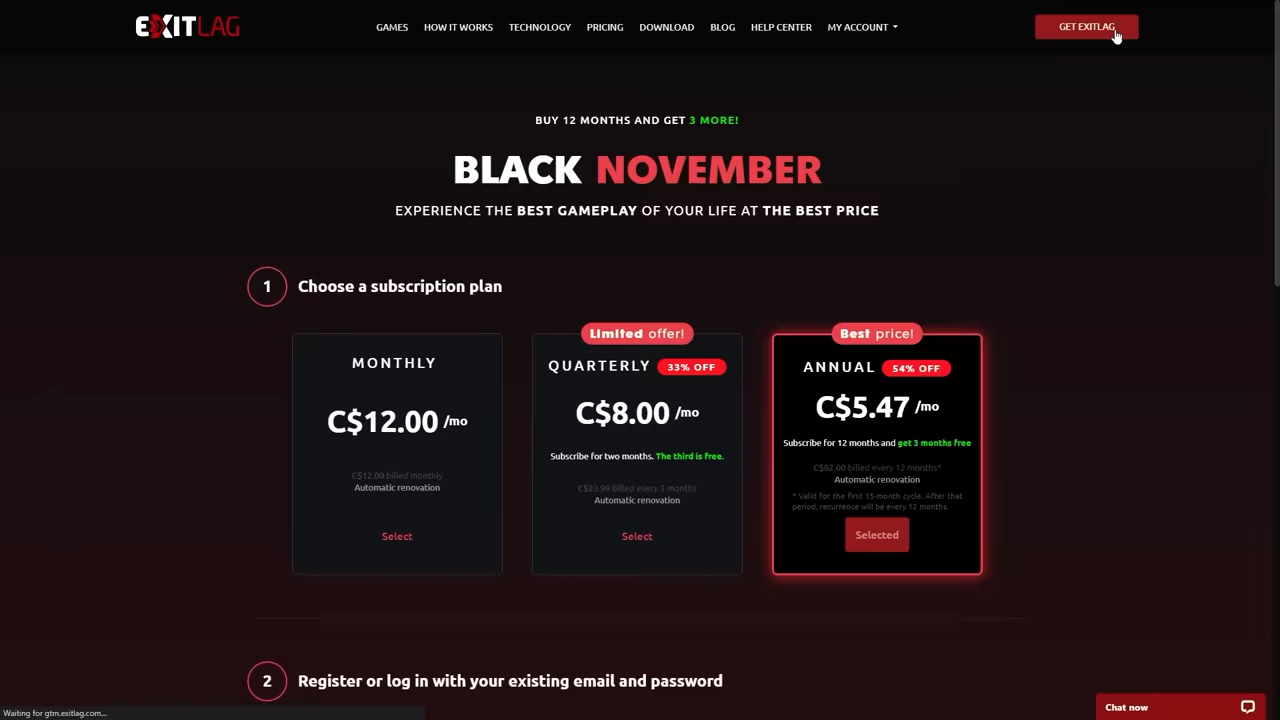 EXITLAG
GAMES HOW IT WORKS TECHNOLOGY PRICING DOWNLOAD BLOG HELP CENTER MY ACCOUNT
GET EXITLAG
BUY 12 MONTHS AND GET 3 MORE!
BLACK NOVEMBER
EXPERIENCE THE BEST GAMEPLAY OF YOUR LIFE AT THE BEST PRICE
1 Choose a subscription plan
MONTHLY
C$12.00 /mo
C$12.00 billed monthly
Automatic renovation
Select
Limited offer!
QUARTERLY 33% OFF
C$8.00 /mo
Subscribe for two months. The third is free.
C$23.99 billed every 3 months
Automatic renovation
Select
Best price!
ANNUAL 54% OFF
C$5.47 /mo
Subscribe for 12 months and get 3 months free
C$82.00 billed every 12 months*
Automatic renovation
* Valid for the first 15-month cycle. After that
period, recurrence will be every 12 months.
Selected
2 Register or log in with your existing email and password
Waiting for gtm.exitlag.com...
Chat now